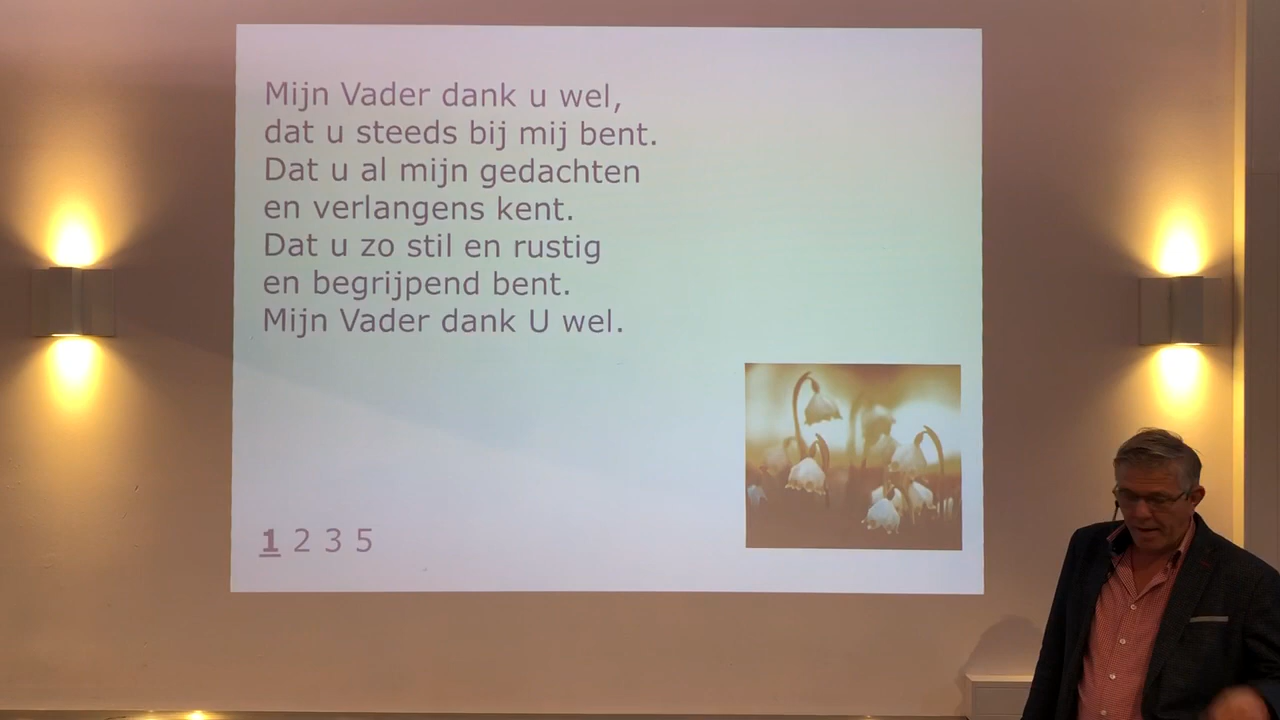 Mijn Vader dank u wel,
dat u steeds bij mij bent.
Dat u al mijn gedachten
en verlangens kent.
Dat u zo stil en rustig
en begrijpend bent.
Mijn Vader dank U wel.
1 2 3 5